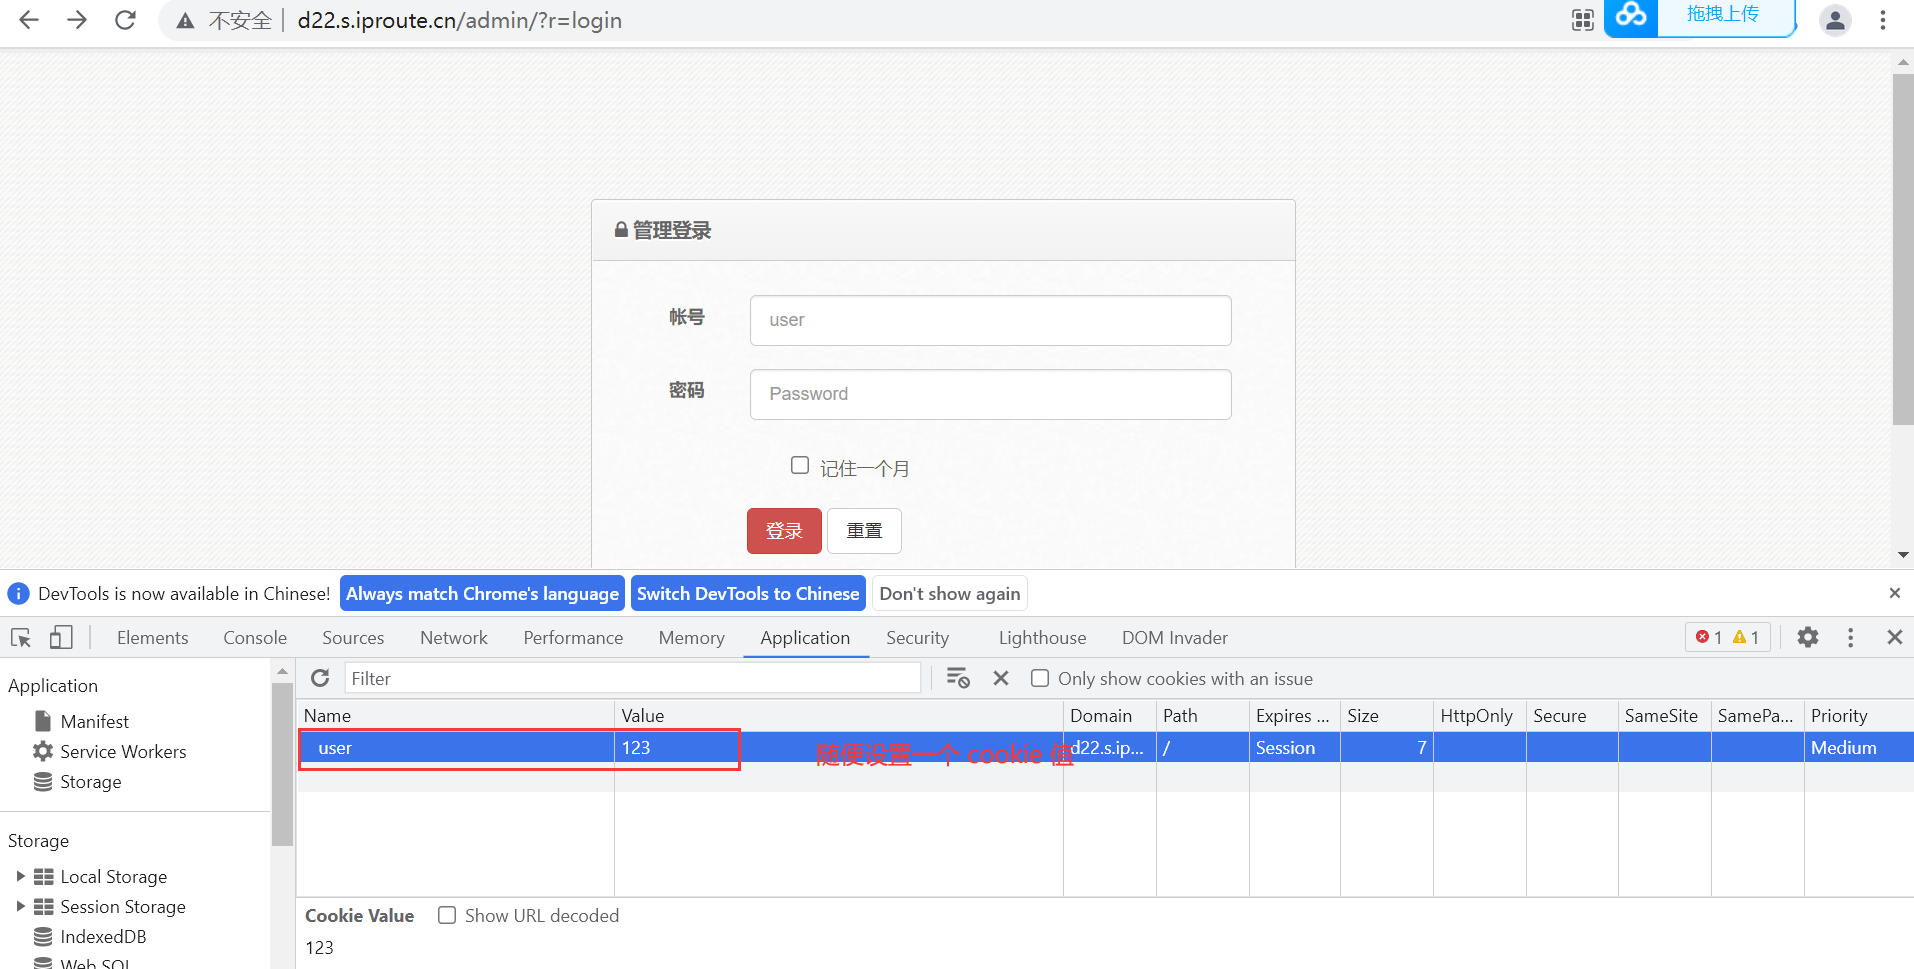 不安全 d22.s.iproute.cn/admin/?r=login 拖拽上传
管理登录
帐号 user
密码 Password
记住一个月
登录 重置
DevTools is now available in Chinese! Always match Chrome's language Switch DevTools to Chinese Don't show again
Elements Console Sources Network Performance Memory Application Security Lighthouse DOM Invader 1 1
Application
Manifest
Service Workers
Storage
Storage
Local Storage
Session Storage
IndexedDB
Web SQL
Filter Only show cookies with an issue
Name Value Domain Path Expires ... Size HttpOnly Secure SameSite SamePa... Priority
user 123 随便设置一个 cookie 值 d22.s.ip... / Session 7 Medium
Cookie Value Show URL decoded
123